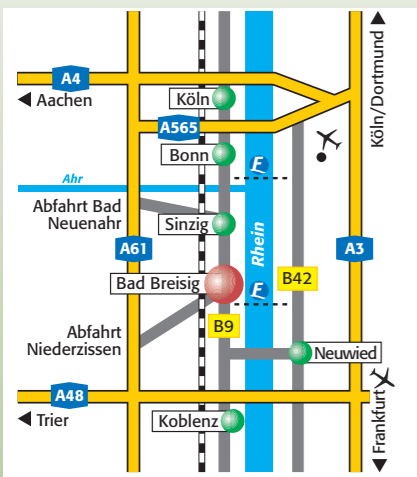 A4
Aachen
Köln
Köln/Dortmund
A565
Bonn
F
Ahr
Abfahrt Bad
Neuenahr
Sinzig
Rhein
A61
A3
Bad Breisig
F
B42
B9
Abfahrt
Niederzissen
Neuwied
A48
Trier
Koblenz
Frankfurt